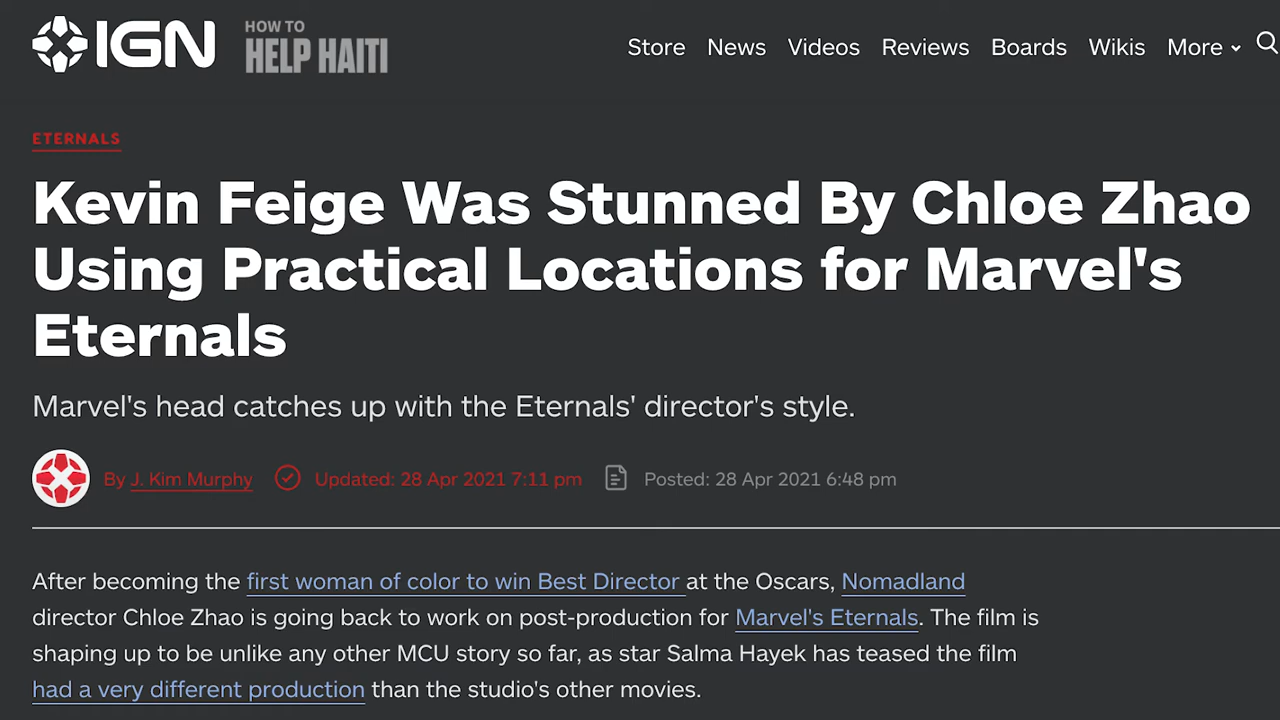 IGN
HOW TO
HELP HAITI
Store News Videos Reviews Boards Wikis More
ETERNALS
Kevin Feige Was Stunned By Chloe Zhao
Using Practical Locations for Marvel's
Eternals
Marvel's head catches up with the Eternals' director's style.
By J. Kim Murphy Updated: 28 Apr 2021 7:11 pm Posted: 28 Apr 2021 6:48 pm
After becoming the first woman of color to win Best Director at the Oscars, Nomadland
director Chloe Zhao is going back to work on post-production for Marvel's Eternals. The film is
shaping up to be unlike any other MCU story so far, as star Salma Hayek has teased the film
had a very different production than the studio's other movies.